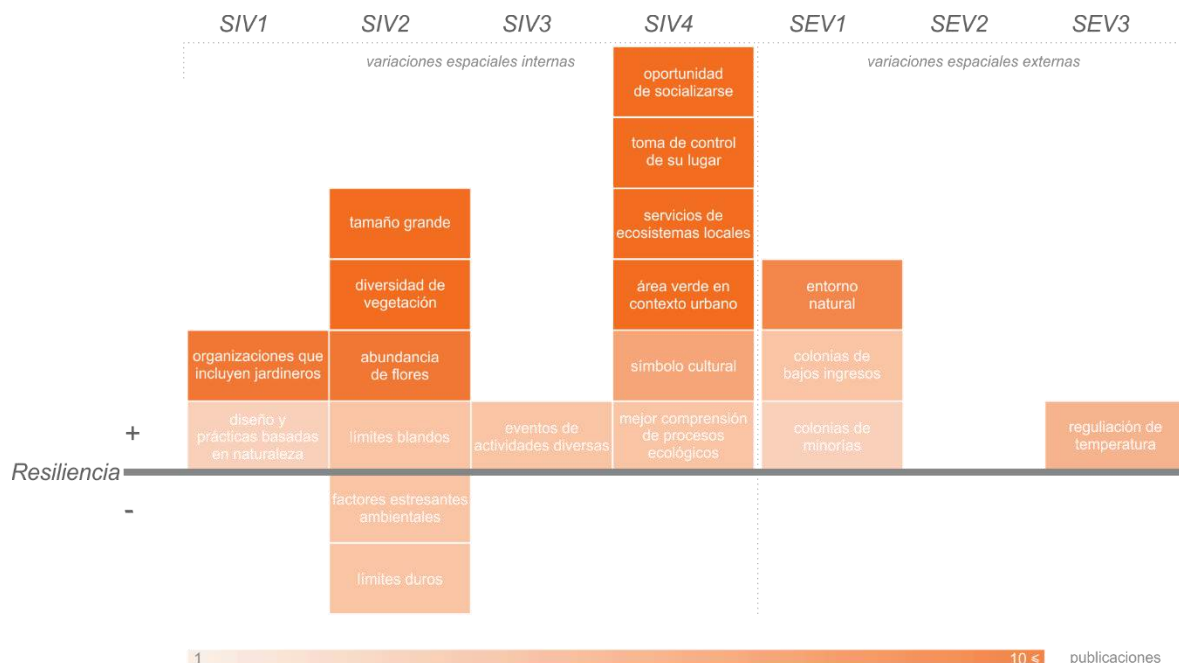 SIV1 SIV2 SIV3 SIV4 SEV1 SEV2 SEV3
variaciones espaciales internas
variaciones espaciales externas
oportunidad
de socializarse
toma de control
de su lugar
tamaño grande
servicios de
ecosistemas locales
diversidad de
vegetación
área verde en
contexto urbano
entorno
natural
organizaciones que
incluyen jardineros
abundancia
de flores
símbolo cultural
colonias de
bajos ingresos
+
diseño y
prácticas basadas
en naturaleza
límites blandos
eventos de
actividades diversas
mejor comprensión
de procesos
ecológicos
colonias de
minorías
reguliación de
temperatura
Resiliencia
-
factores estresantes
ambientales
límites duros
1 10 ⩽ publicaciones